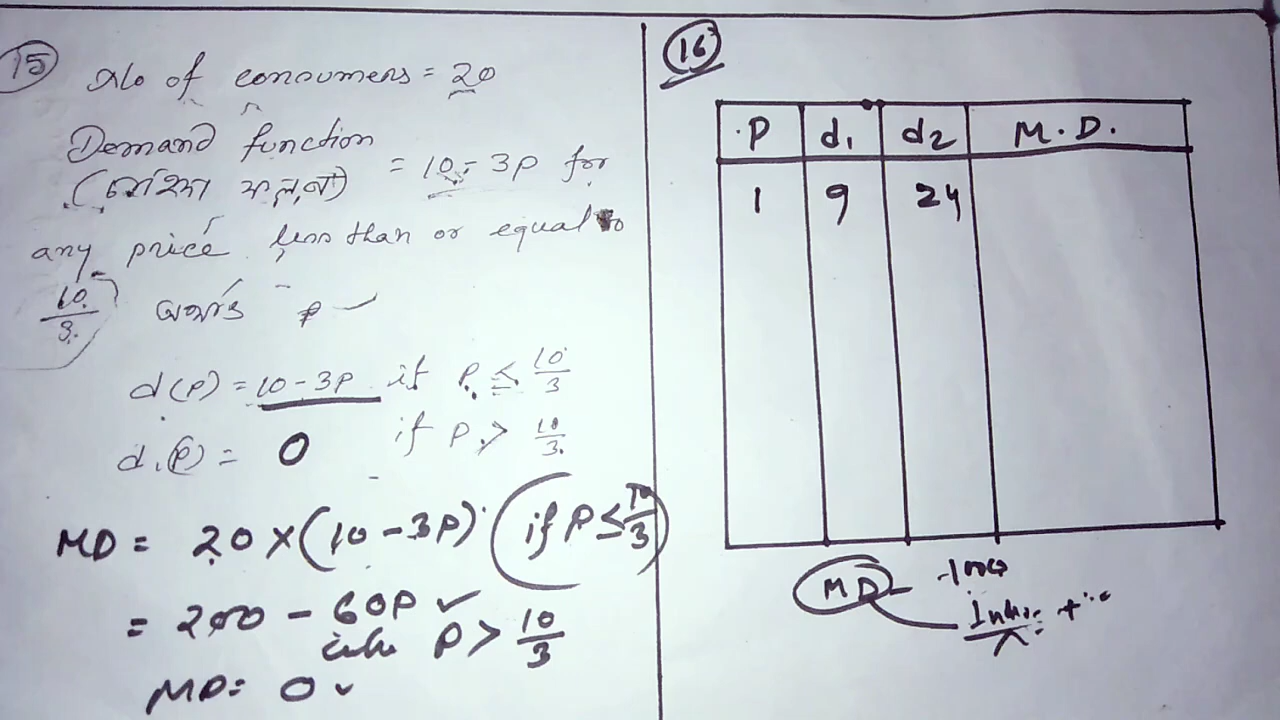 15
No of consumers = 20
Demand function
(চাহিদা ফলন) = 10 - 3P for
any price less than or equal to
10/3 অর্থাৎ P
d(P) = 10 - 3P if P ≤ 10/3
d.(P) = 0 if P > 10/3
MD = 20 × (10 - 3P) (if P ≤ 10/3)
= 200 - 60P ✓
P > 10/3
MD = 0 ✓
16
P d₁ d₂ M.D.
1 9 24
MD